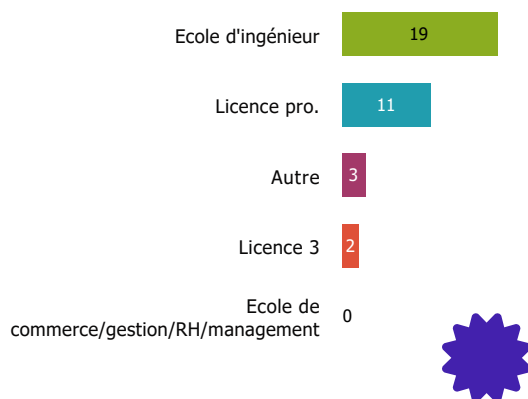 Ecole d'ingénieur 19
Licence pro. 11
Autre 3
Licence 3 2
Ecole de
commerce/gestion/RH/management 0